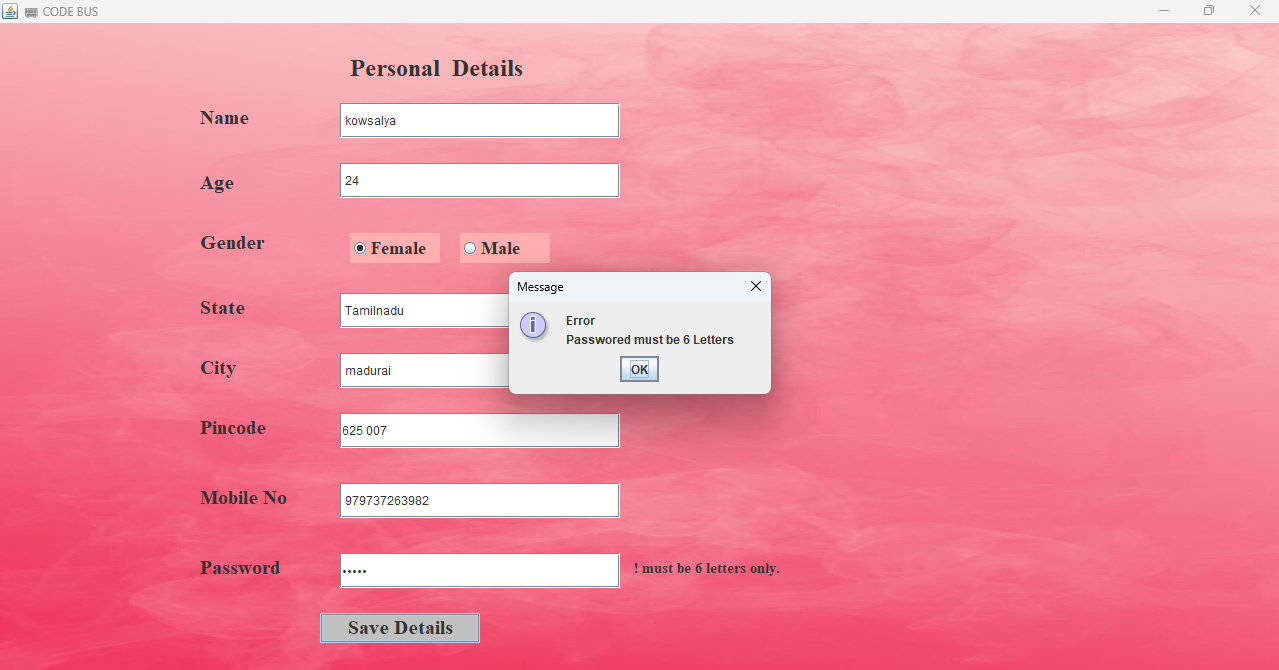 CODE BUS
Personal Details
Name
kowsalya
Age
24
Gender
Female
Male
State
Tamilnadu
City
madurai
Message
Error
Passwored must be 6 Letters
OK
Pincode
625 007
Mobile No
979737263982
Password
•••••
! must be 6 letters only.
Save Details